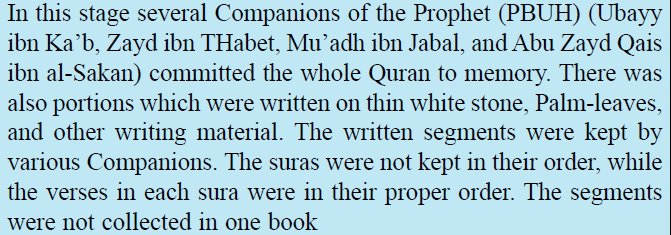 In this stage several Companions of the Prophet (PBUH) (Ubayy
ibn Ka’b, Zayd ibn THabet, Mu’adh ibn Jabal, and Abu Zayd Qais
ibn al-Sakan) committed the whole Quran to memory. There was
also portions which were written on thin white stone, Palm-leaves,
and other writing material. The written segments were kept by
various Companions. The suras were not kept in their order, while
the verses in each sura were in their proper order. The segments
were not collected in one book